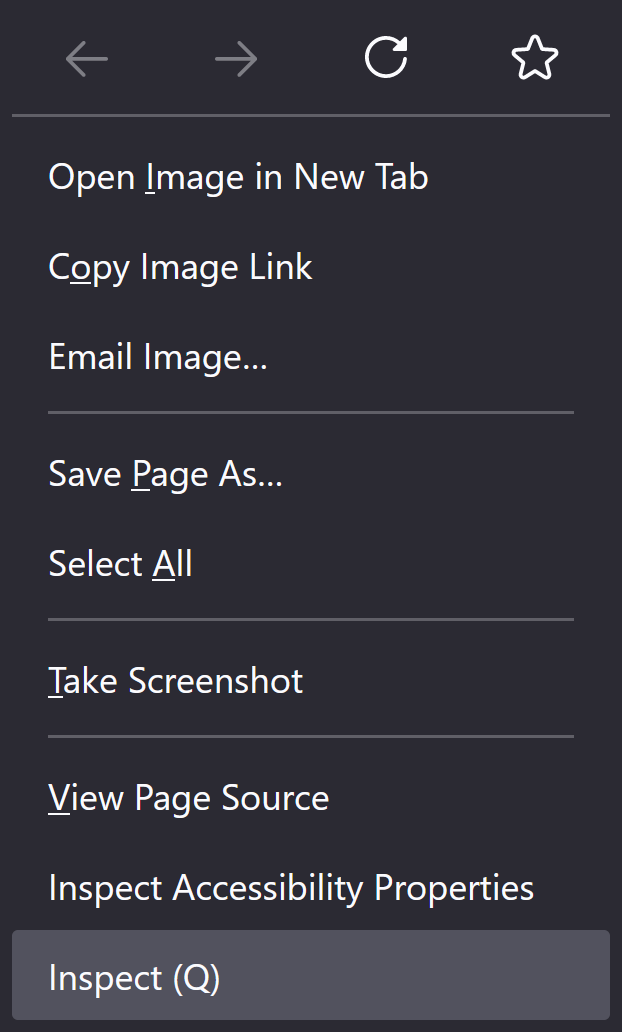 Open Image in New Tab
Copy Image Link
Email Image...
Save Page As...
Select All
Take Screenshot
View Page Source
Inspect Accessibility Properties
Inspect (Q)